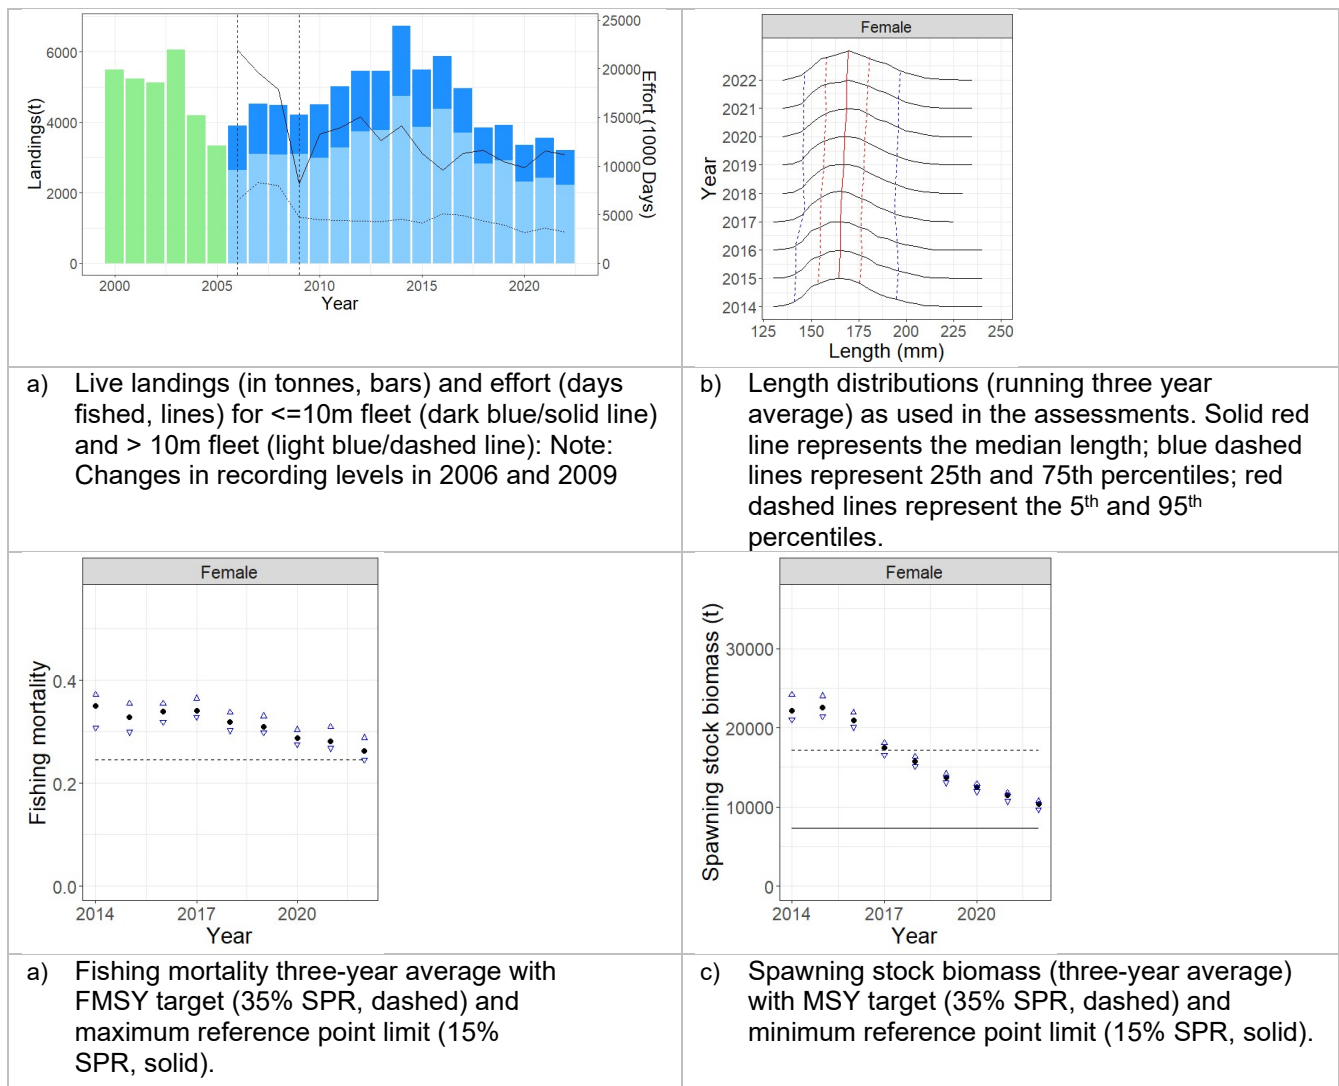 6000
4000
2000
0
Landings(t)
25000
20000
15000
10000
5000
0
Effort (1000 Days)
2000
2005
2010
2015
2020
Year
Female
2022
2021
2020
2019
2018
2017
2016
2015
2014
Year
125
150
175
200
225
250
Length (mm)
a) Live landings (in tonnes, bars) and effort (days
fished, lines) for <=10m fleet (dark blue/solid line)
and > 10m fleet (light blue/dashed line): Note:
Changes in recording levels in 2006 and 2009
b) Length distributions (running three year
average) as used in the assessments. Solid red
line represents the median length; blue dashed
lines represent 25th and 75th percentiles; red
dashed lines represent the 5th and 95th
percentiles.
Female
0.4
0.2
0.0
Fishing mortality
2014
2017
2020
Year
Female
30000
20000
10000
0
Spawning stock biomass (t)
2014
2017
2020
Year
a) Fishing mortality three-year average with
FMSY target (35% SPR, dashed) and
maximum reference point limit (15%
SPR, solid).
c) Spawning stock biomass (three-year average)
with MSY target (35% SPR, dashed) and
minimum reference point limit (15% SPR, solid).